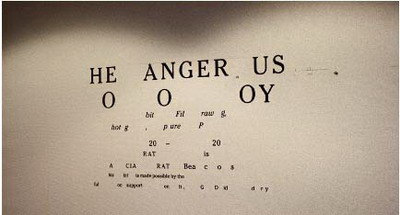 HE ANGER US
O O OY
bit Fil raw g,
hot g , p are P
20 – 20
RAT is
A CIA RAT Bea c o s
is made possible by the
support